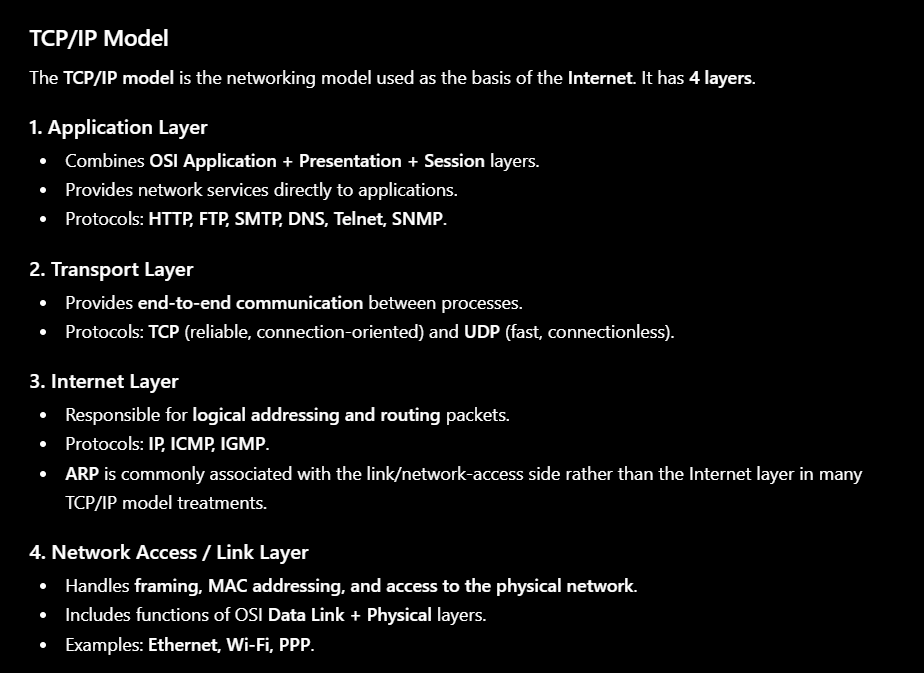 TCP/IP Model
The TCP/IP model is the networking model used as the basis of the Internet. It has 4 layers.
1. Application Layer
• Combines OSI Application + Presentation + Session layers.
• Provides network services directly to applications.
• Protocols: HTTP, FTP, SMTP, DNS, Telnet, SNMP.
2. Transport Layer
• Provides end-to-end communication between processes.
• Protocols: TCP (reliable, connection-oriented) and UDP (fast, connectionless).
3. Internet Layer
• Responsible for logical addressing and routing packets.
• Protocols: IP, ICMP, IGMP.
• ARP is commonly associated with the link/network-access side rather than the Internet layer in many
TCP/IP model treatments.
4. Network Access / Link Layer
• Handles framing, MAC addressing, and access to the physical network.
• Includes functions of OSI Data Link + Physical layers.
• Examples: Ethernet, Wi-Fi, PPP.